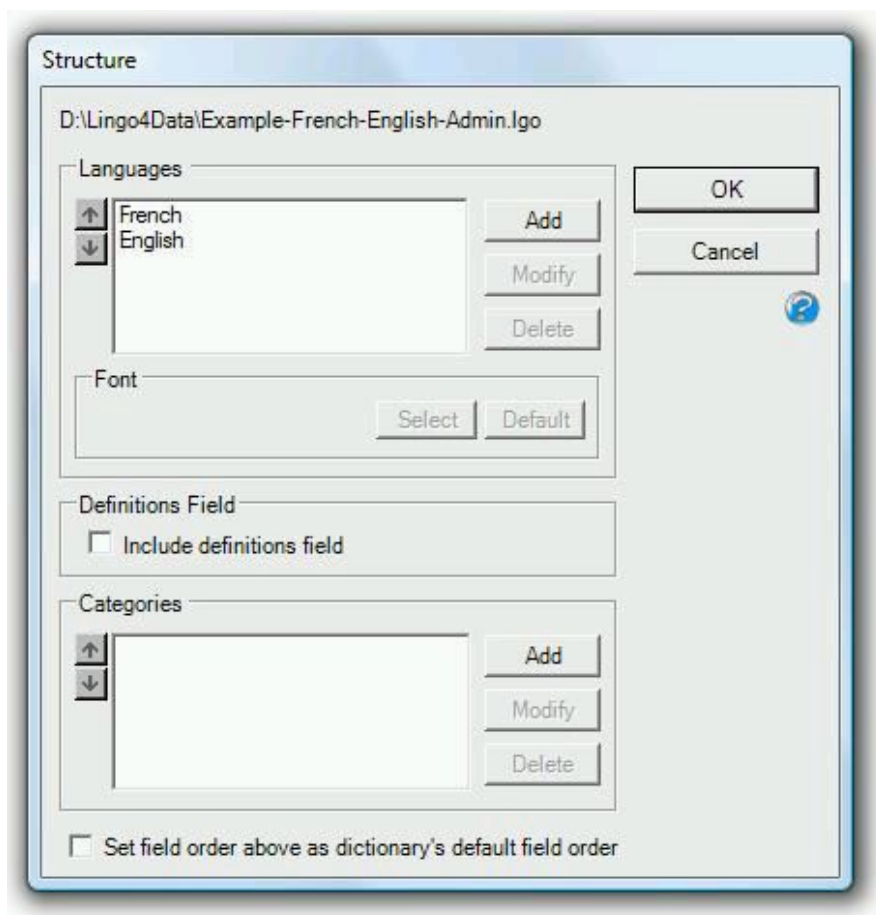 Structure
D:\Lingo4Data\Example-French-English-Admin.lgo
Languages
French
English
Add
Modify
Delete
OK
Cancel
?
Font
Select
Default
Definitions Field
Include definitions field
Categories
Add
Modify
Delete
Set field order above as dictionary's default field order